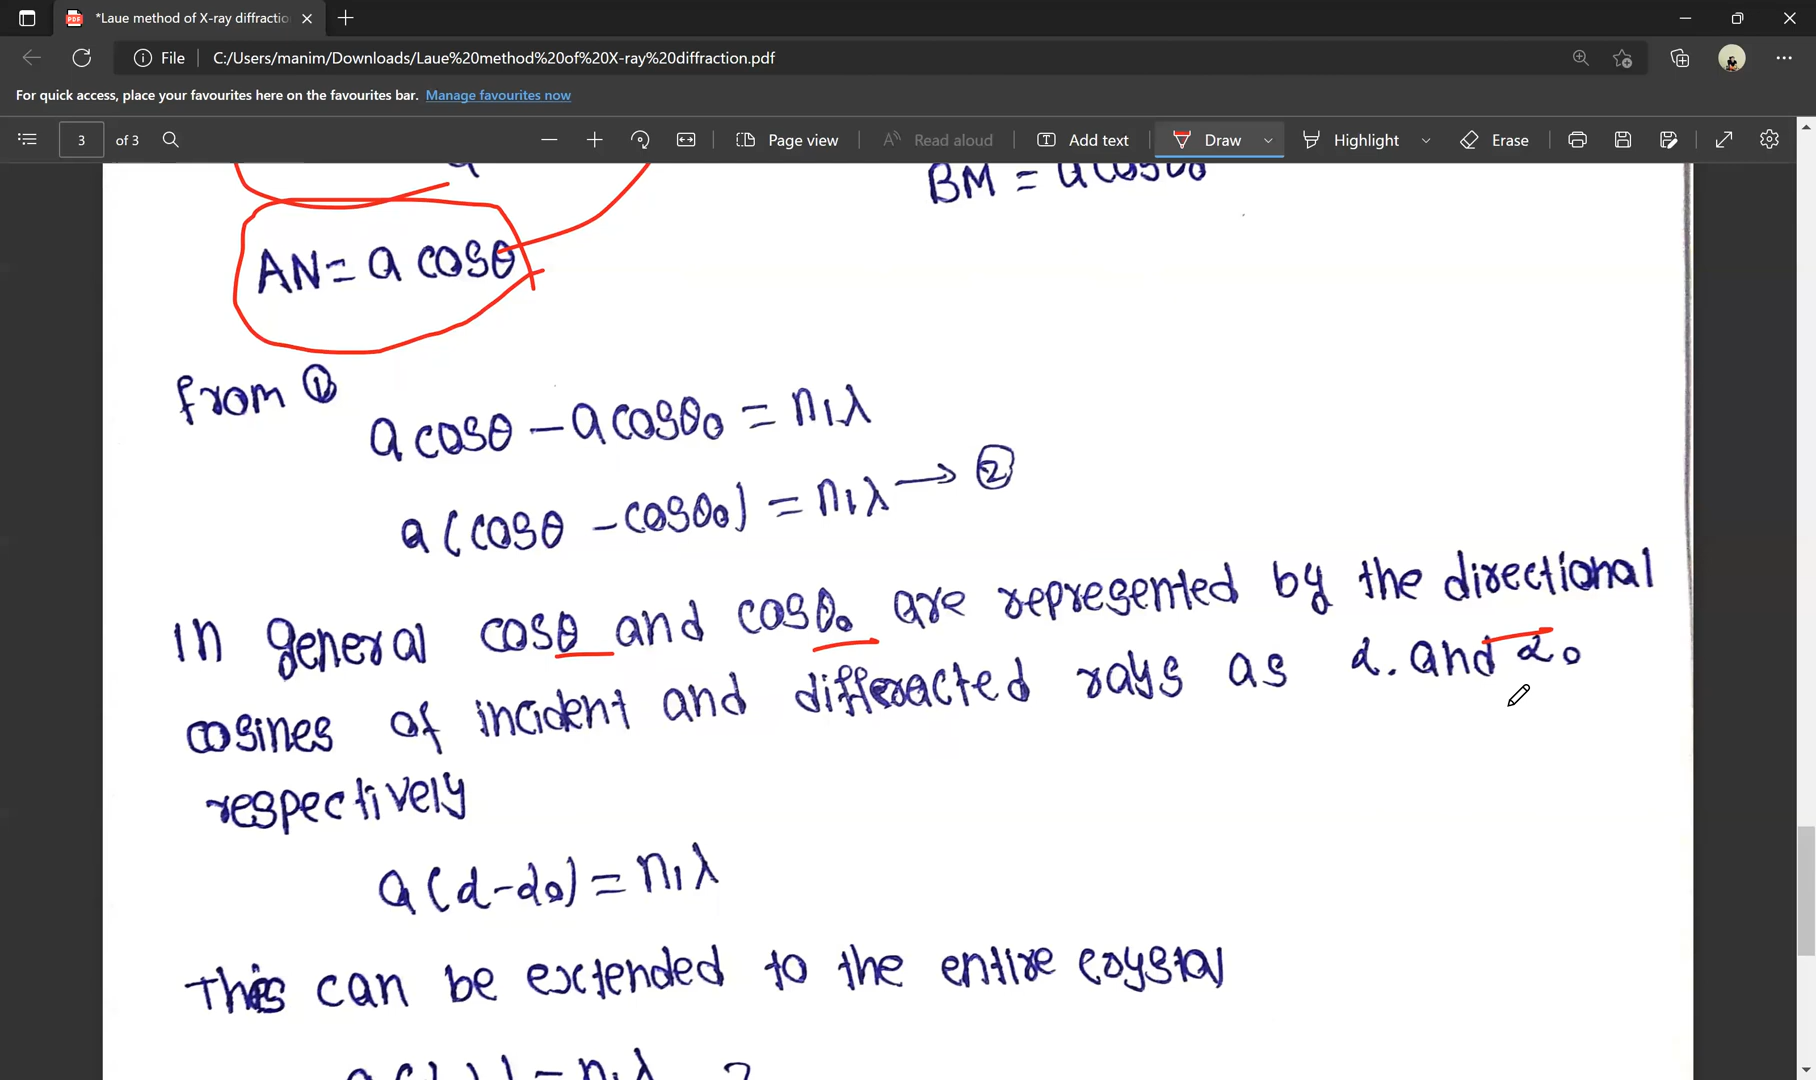 *Laue method of X-ray diffractio
File C:/Users/manim/Downloads/Laue%20method%20of%20X-ray%20diffraction.pdf
For quick access, place your favourites here on the favourites bar. Manage favourites now
3 of 3 Page view Read aloud Add text Draw Highlight Erase
BM = a cosθ₀
AN = a cosθ
from ①
a cosθ - a cosθ₀ = n₁λ
a (cosθ - cosθ₀) = n₁λ → ②
In general cosθ and cosθ₀ are represented by the directional
cosines of incident and differacted rays as α. and α₀
respectively
a (α - α₀) = n₁λ
This can be extended to the entire coystal